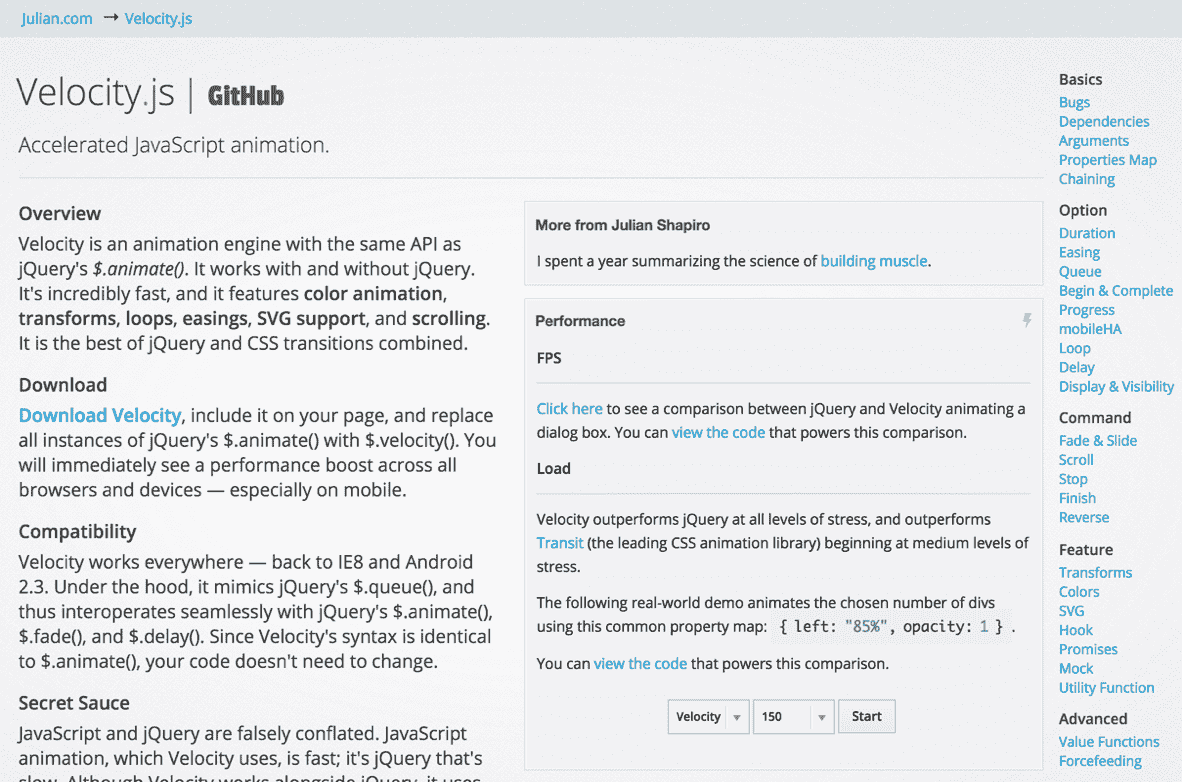 Julian.com → Velocity.js
Velocity.js | GitHub
Accelerated JavaScript animation.
Overview
Velocity is an animation engine with the same API as
jQuery's $.animate(). It works with and without jQuery.
It's incredibly fast, and it features color animation,
transforms, loops, easings, SVG support, and scrolling.
It is the best of jQuery and CSS transitions combined.
Download
Download Velocity, include it on your page, and replace
all instances of jQuery's $.animate() with $.velocity(). You
will immediately see a performance boost across all
browsers and devices — especially on mobile.
Compatibility
Velocity works everywhere — back to IE8 and Android
2.3. Under the hood, it mimics jQuery's $.queue(), and
thus interoperates seamlessly with jQuery's $.animate(),
$.fade(), and $.delay(). Since Velocity's syntax is identical
to $.animate(), your code doesn't need to change.
Secret Sauce
JavaScript and jQuery are falsely conflated. JavaScript
animation, which Velocity uses, is fast; it's jQuery that's
slow. Although Velocity works alongside jQuery, it uses
More from Julian Shapiro
I spent a year summarizing the science of building muscle.
Performance
FPS
Click here to see a comparison between jQuery and Velocity animating a
dialog box. You can view the code that powers this comparison.
Load
Velocity outperforms jQuery at all levels of stress, and outperforms
Transit (the leading CSS animation library) beginning at medium levels of
stress.
The following real-world demo animates the chosen number of divs
using this common property map: { left: "85%", opacity: 1 } .
You can view the code that powers this comparison.
Velocity 150 Start
Basics
Bugs
Dependencies
Arguments
Properties Map
Chaining
Option
Duration
Easing
Queue
Begin & Complete
Progress
mobileHA
Loop
Delay
Display & Visibility
Command
Fade & Slide
Scroll
Stop
Finish
Reverse
Feature
Transforms
Colors
SVG
Hook
Promises
Mock
Utility Function
Advanced
Value Functions
Forcefeeding